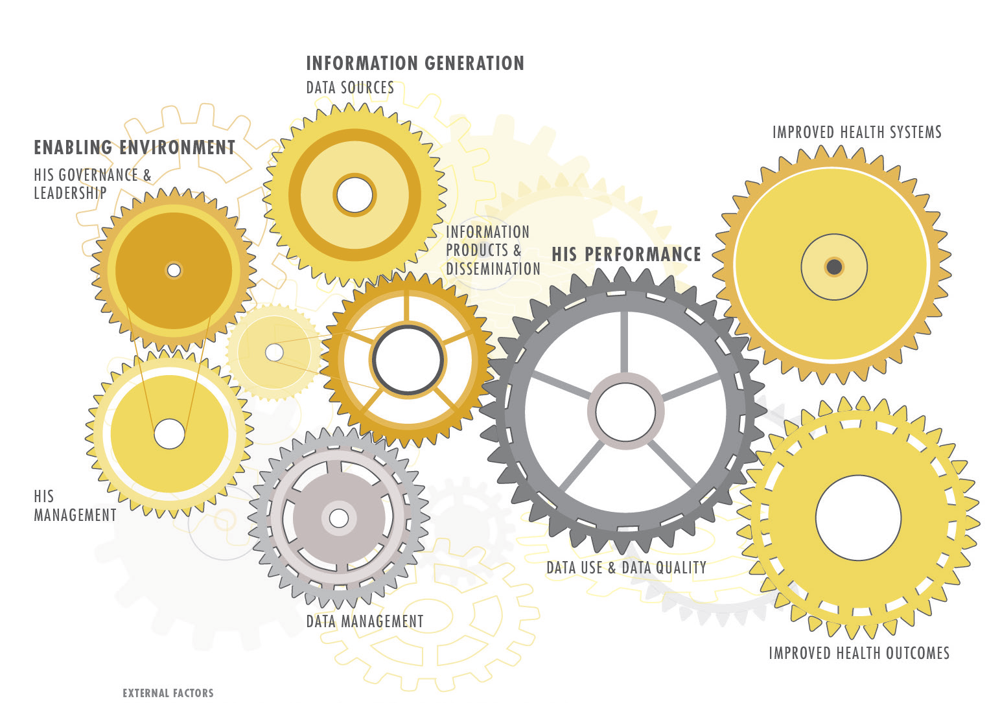 INFORMATION GENERATION
DATA SOURCES
ENABLING ENVIRONMENT
HIS GOVERNANCE &
LEADERSHIP
IMPROVED HEALTH SYSTEMS
INFORMATION
PRODUCTS &
DISSEMINATION
HIS PERFORMANCE
HIS
MANAGEMENT
DATA USE & DATA QUALITY
DATA MANAGEMENT
IMPROVED HEALTH OUTCOMES
EXTERNAL FACTORS